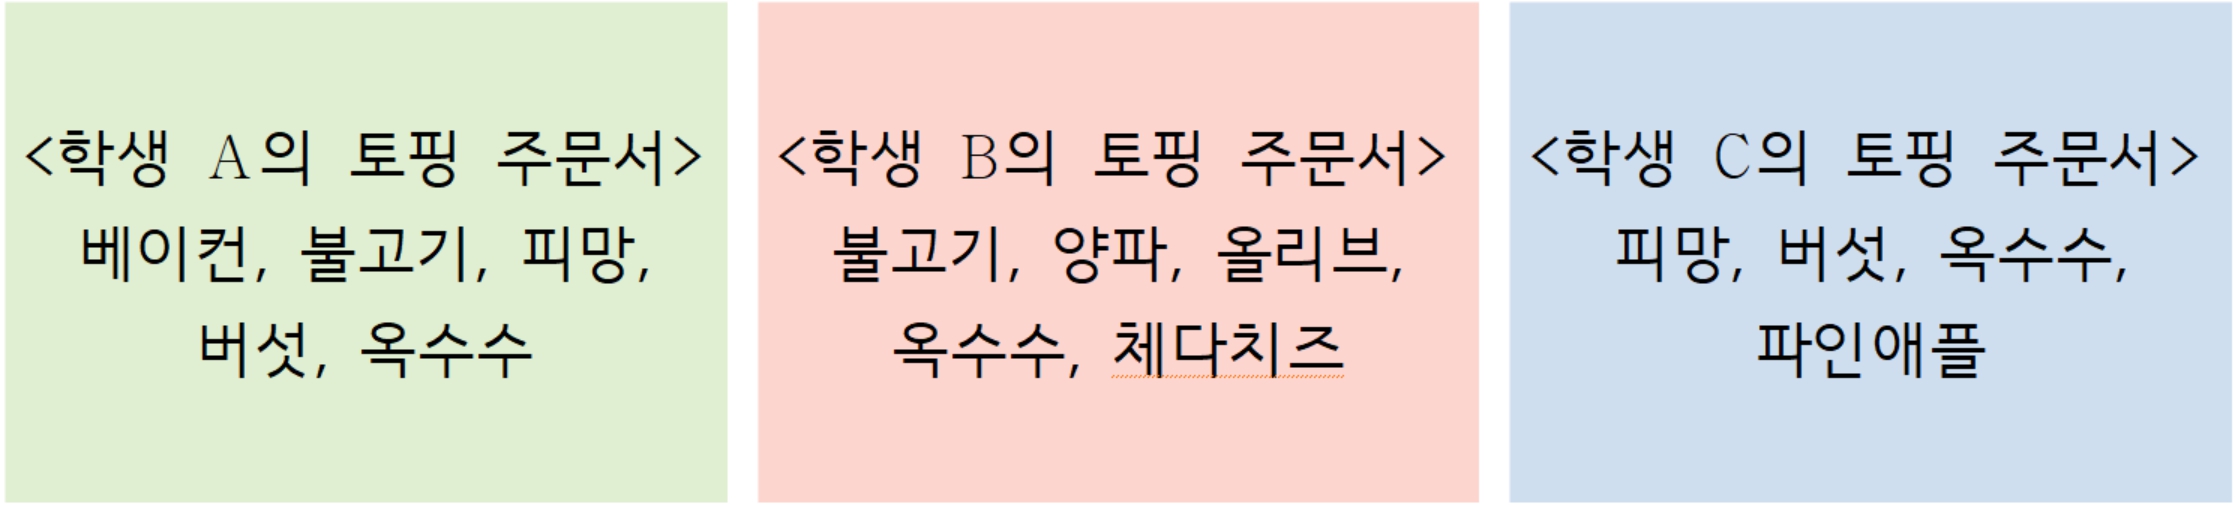 <학생 A의 토핑 주문서>
베이컨, 불고기, 피망,
버섯, 옥수수
<학생 B의 토핑 주문서>
불고기, 양파, 올리브,
옥수수, 체다치즈
<학생 C의 토핑 주문서>
피망, 버섯, 옥수수,
파인애플